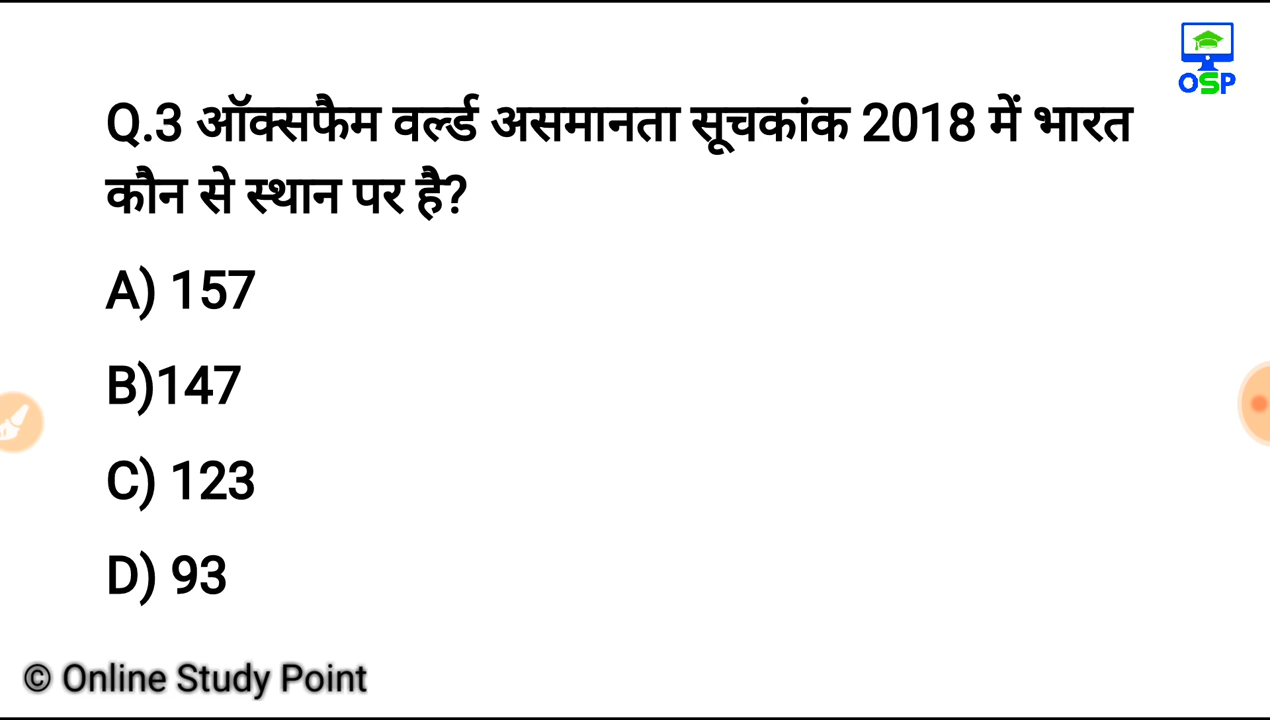 OSP
Q.3 ऑक्सफैम वर्ल्ड असमानता सूचकांक 2018 में भारत
कौन से स्थान पर है?
A) 157
B)147
C) 123
D) 93
© Online Study Point